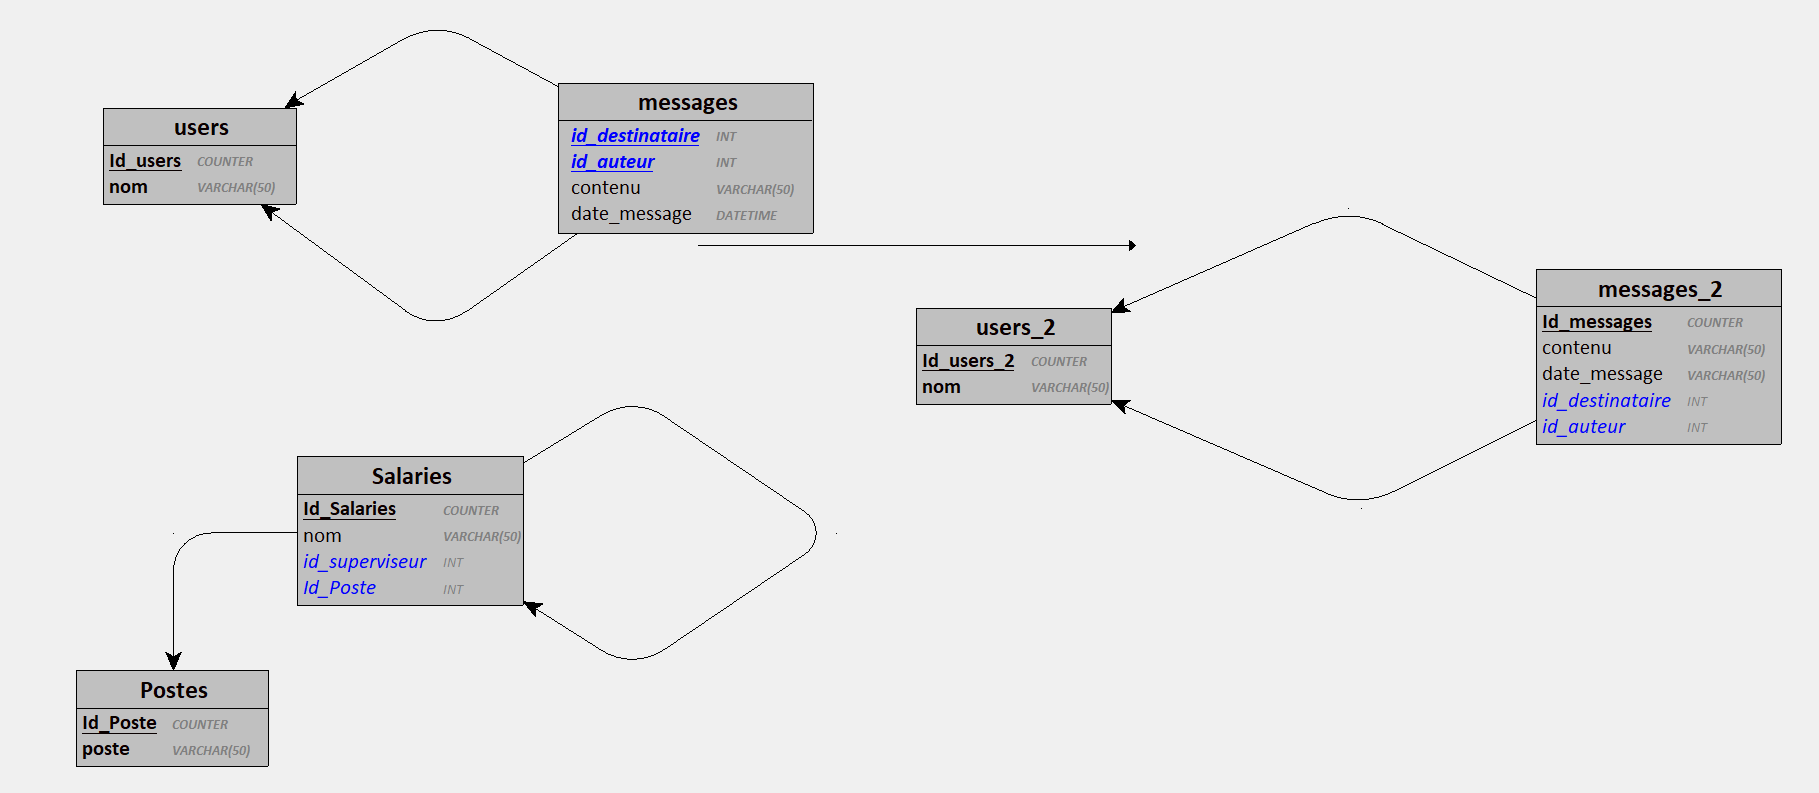 users
Id_users COUNTER
nom VARCHAR(50)
messages
id_destinataire INT
id_auteur INT
contenu VARCHAR(50)
date_message DATETIME
users_2
Id_users_2 COUNTER
nom VARCHAR(50)
messages_2
Id_messages COUNTER
contenu VARCHAR(50)
date_message VARCHAR(50)
id_destinataire INT
id_auteur INT
Salaries
Id_Salaries COUNTER
nom VARCHAR(50)
id_superviseur INT
Id_Poste INT
Postes
Id_Poste COUNTER
poste VARCHAR(50)